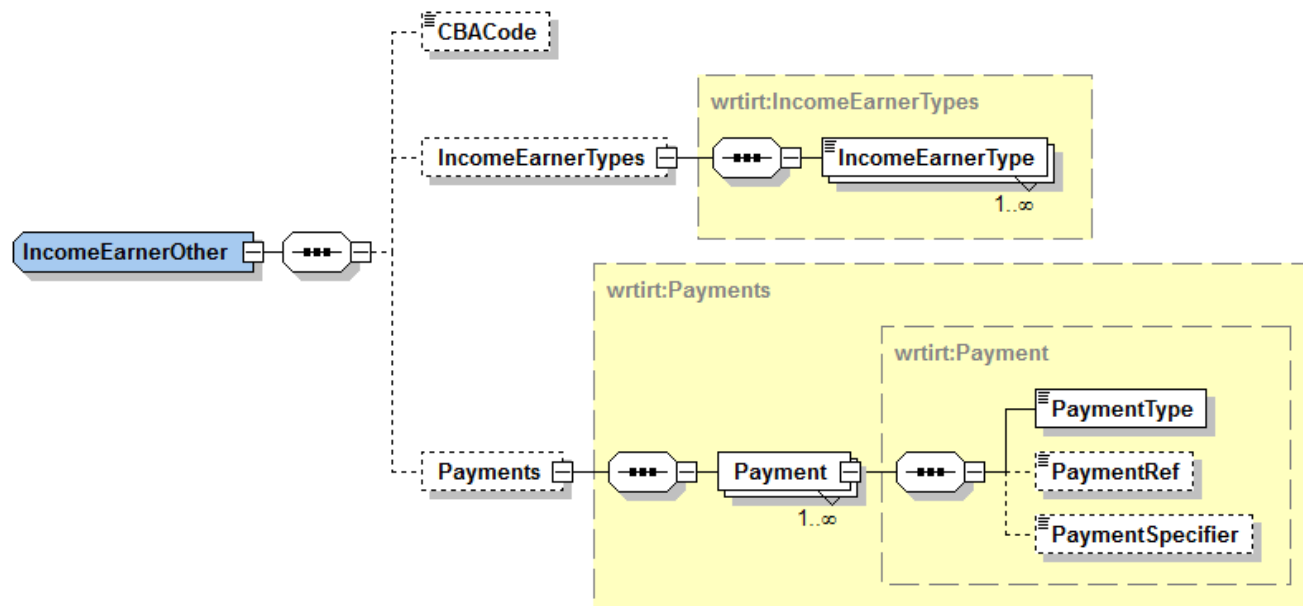 CBACode
wrtirt:IncomeEarnerTypes
IncomeEarnerTypes
IncomeEarnerType
1..∞
IncomeEarnerOther
wrtirt:Payments
wrtirt:Payment
PaymentType
Payments
Payment
PaymentRef
1..∞
PaymentSpecifier